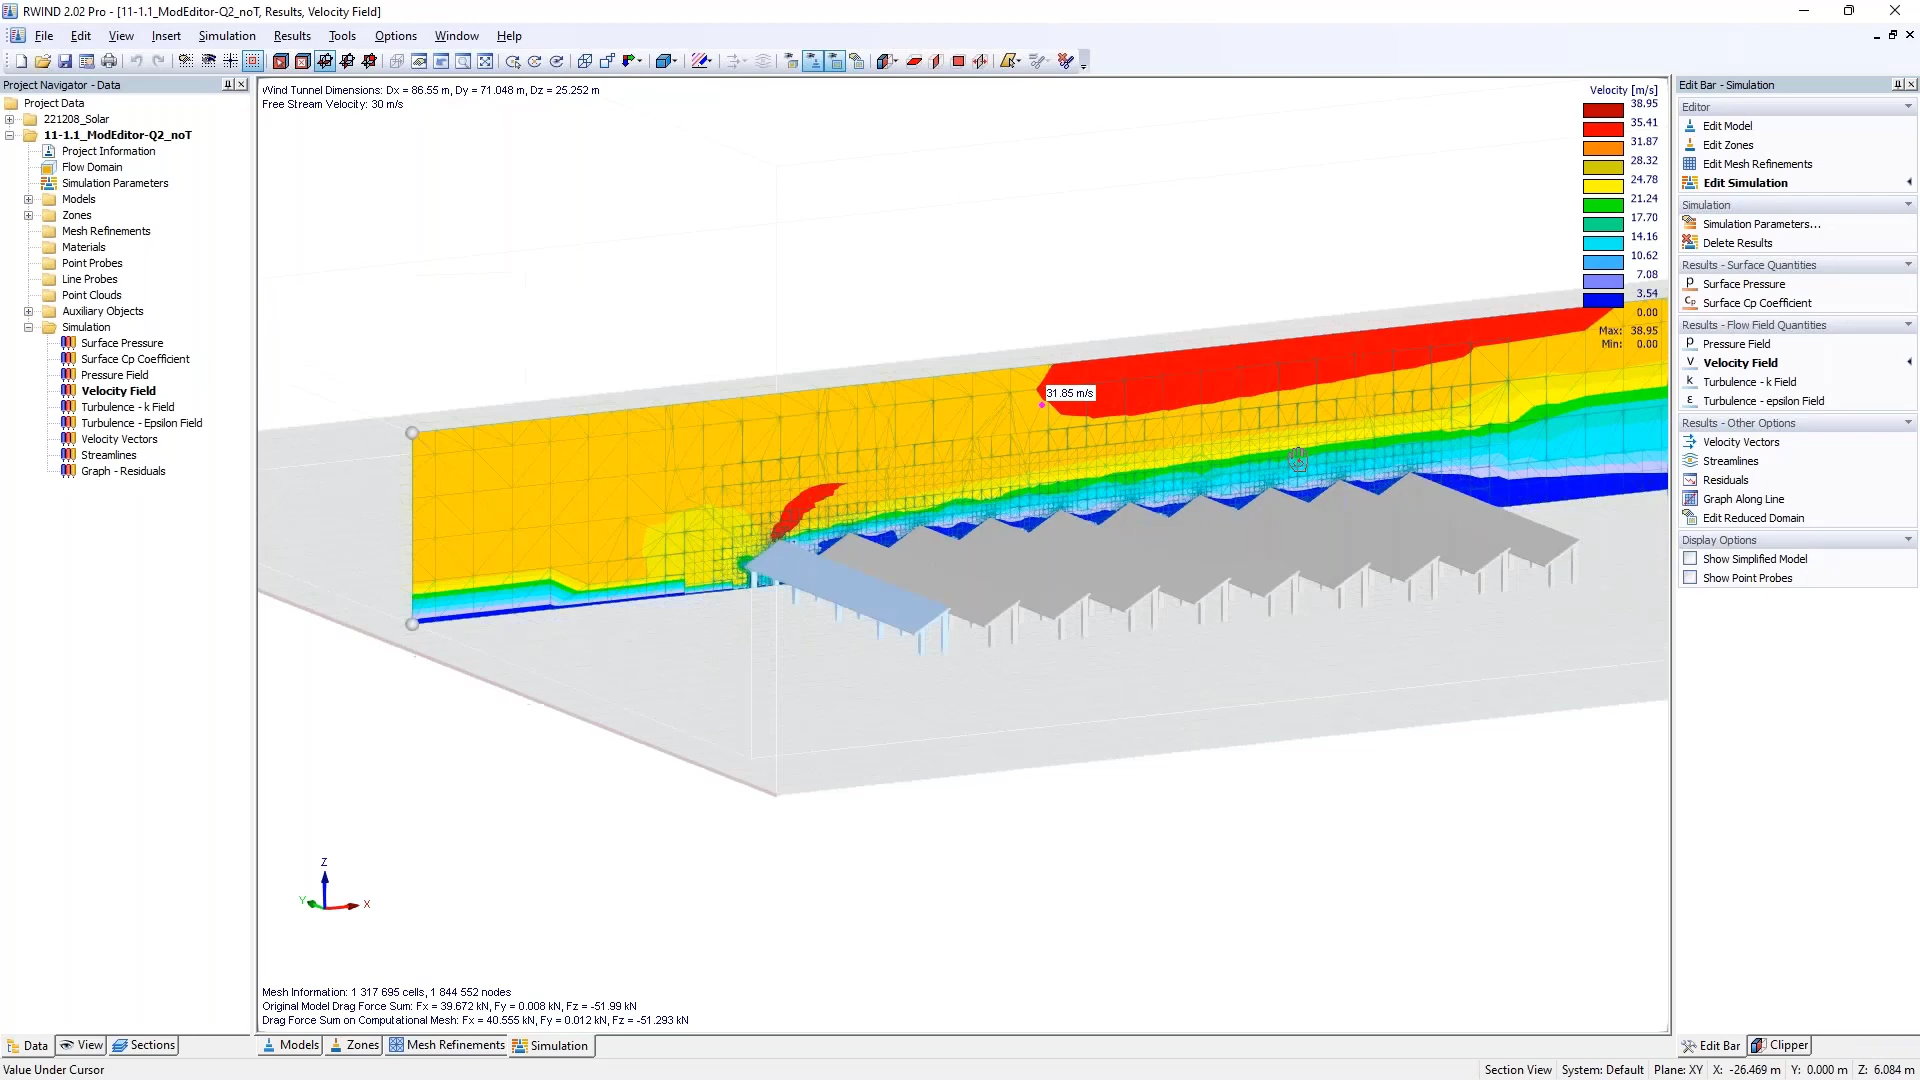 RWIND 2.02 Pro - [11-1.1_ModEditor-Q2_noT, Results, Velocity Field]
File Edit View Insert Simulation Results Tools Options Window Help
Project Navigator - Data
Project Data
221208_Solar
11-1.1_ModEditor-Q2_noT
Project Information
Flow Domain
Simulation Parameters
Models
Zones
Mesh Refinements
Materials
Point Probes
Line Probes
Point Clouds
Auxiliary Objects
Simulation
Surface Pressure
Surface Cp Coefficient
Pressure Field
Velocity Field
Turbulence - k Field
Turbulence - Epsilon Field
Velocity Vectors
Streamlines
Graph - Residuals
Data View Sections
Wind Tunnel Dimensions: Dx = 86.55 m, Dy = 71.048 m, Dz = 25.252 m
Free Stream Velocity: 30 m/s
Velocity [m/s]
38.95
35.41
31.87
28.32
24.78
21.24
17.70
14.16
10.62
7.08
3.54
0.00
Max: 38.95
Min: 0.00
31.85 m/s
Z
Y
X
Mesh Information: 1 317 695 cells, 1 844 552 nodes
Original Model Drag Force Sum: Fx = 39.672 kN, Fy = 0.008 kN, Fz = -51.99 kN
Drag Force Sum on Computational Mesh: Fx = 40.555 kN, Fy = 0.012 kN, Fz = -51.293 kN
Models Zones Mesh Refinements Simulation
Edit Bar - Simulation
Editor
Edit Model
Edit Zones
Edit Mesh Refinements
Edit Simulation
Simulation
Simulation Parameters...
Delete Results
Results - Surface Quantities
p Surface Pressure
Cp Surface Cp Coefficient
Results - Flow Field Quantities
p Pressure Field
v Velocity Field
k Turbulence - k Field
ε Turbulence - epsilon Field
Results - Other Options
Velocity Vectors
Streamlines
Residuals
Graph Along Line
Edit Reduced Domain
Display Options
Show Simplified Model
Show Point Probes
Edit Bar Clipper
Value Under Cursor
Section View System: Default Plane: XY X: -26.469 m Y: 0.000 m Z: 6.084 m